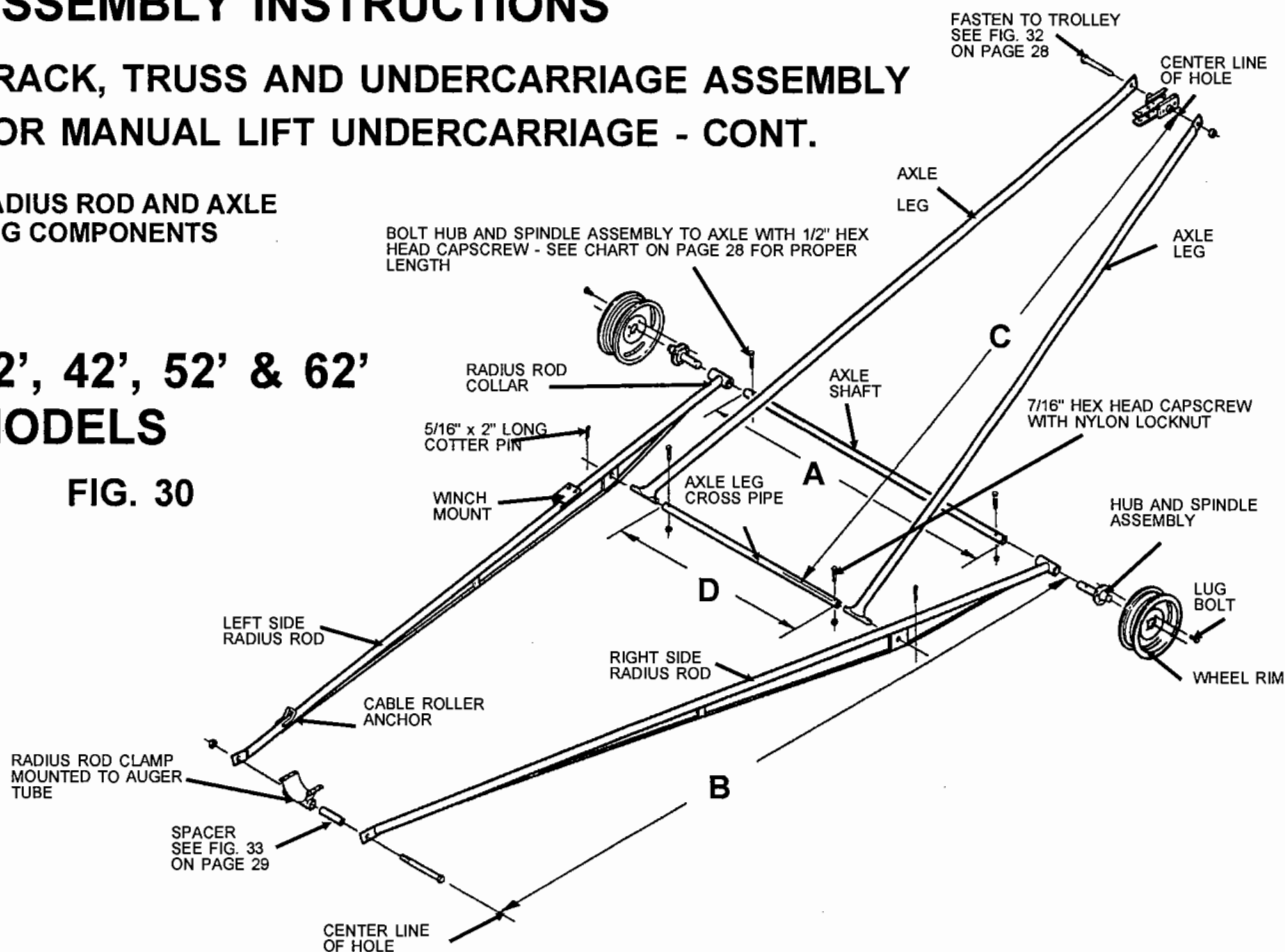 SSEMBLY INSTRUCTIONS
RACK, TRUSS AND UNDERCARRIAGE ASSEMBLY
OR MANUAL LIFT UNDERCARRIAGE - CONT.
ADIUS ROD AND AXLE
G COMPONENTS
2', 42', 52' & 62'
ODELS
FIG. 30
FASTEN TO TROLLEY
SEE FIG. 32
ON PAGE 28
CENTER LINE
OF HOLE
AXLE
LEG
AXLE
LEG
BOLT HUB AND SPINDLE ASSEMBLY TO AXLE WITH 1/2" HEX
HEAD CAPSCREW - SEE CHART ON PAGE 28 FOR PROPER
LENGTH
C
RADIUS ROD
COLLAR
AXLE
SHAFT
7/16" HEX HEAD CAPSCREW
WITH NYLON LOCKNUT
5/16" x 2" LONG
COTTER PIN
A
AXLE LEG
CROSS PIPE
WINCH
MOUNT
HUB AND SPINDLE
ASSEMBLY
D
LUG
BOLT
LEFT SIDE
RADIUS ROD
RIGHT SIDE
RADIUS ROD
WHEEL RIM
CABLE ROLLER
ANCHOR
RADIUS ROD CLAMP
MOUNTED TO AUGER
TUBE
B
SPACER
SEE FIG. 33
ON PAGE 29
CENTER LINE
OF HOLE